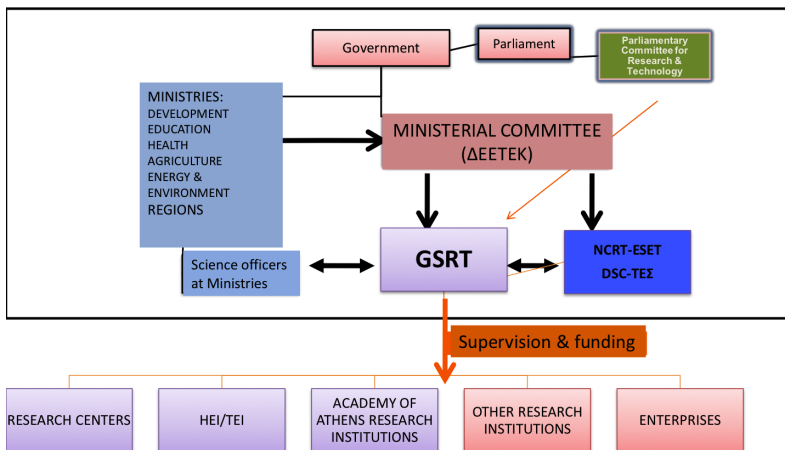 Government
Parliament
Parliamentary
Committee for
Research &
Technology
MINISTRIES:
DEVELOPMENT
EDUCATION
HEALTH
AGRICULTURE
ENERGY &
ENVIRONMENT
REGIONS
MINISTERIAL COMMITTEE
(ΔΕΕΤΕΚ)
Science officers
at Ministries
GSRT
NCRT-ESET
DSC-ΤΕΣ
Supervision & funding
RESEARCH CENTERS
HEI/TEI
ACADEMY OF
ATHENS RESEARCH
INSTITUTIONS
OTHER RESEARCH
INSTITUTIONS
ENTERPRISES